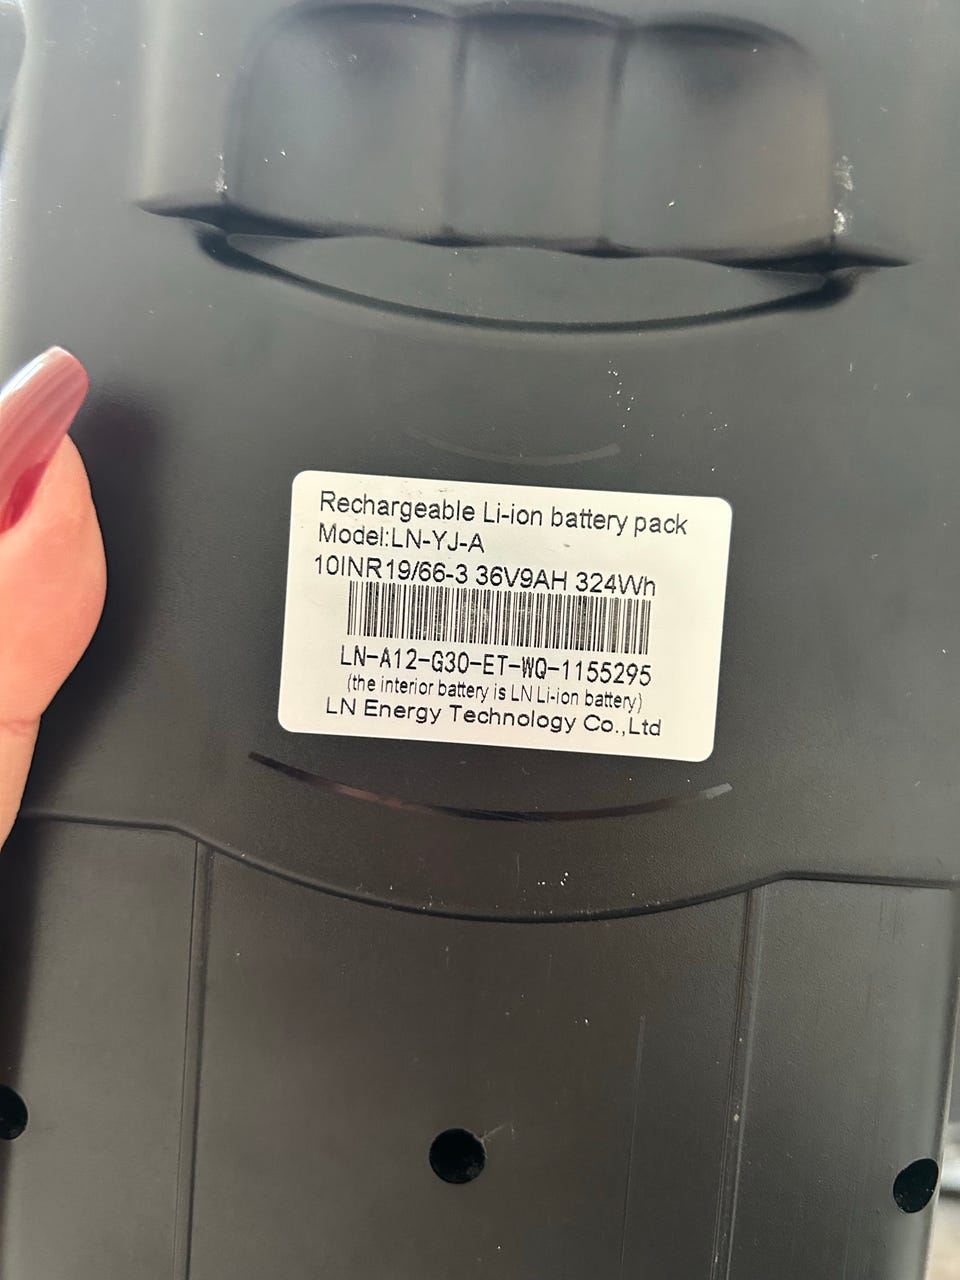 Rechargeable Li-ion battery pack
Model:LN-YJ-A
10INR19/66-3 36V9AH 324Wh
LN-A12-G30-ET-WQ-1155295
(the interior battery is LN Li-ion battery)
LN Energy Technology Co.,Ltd